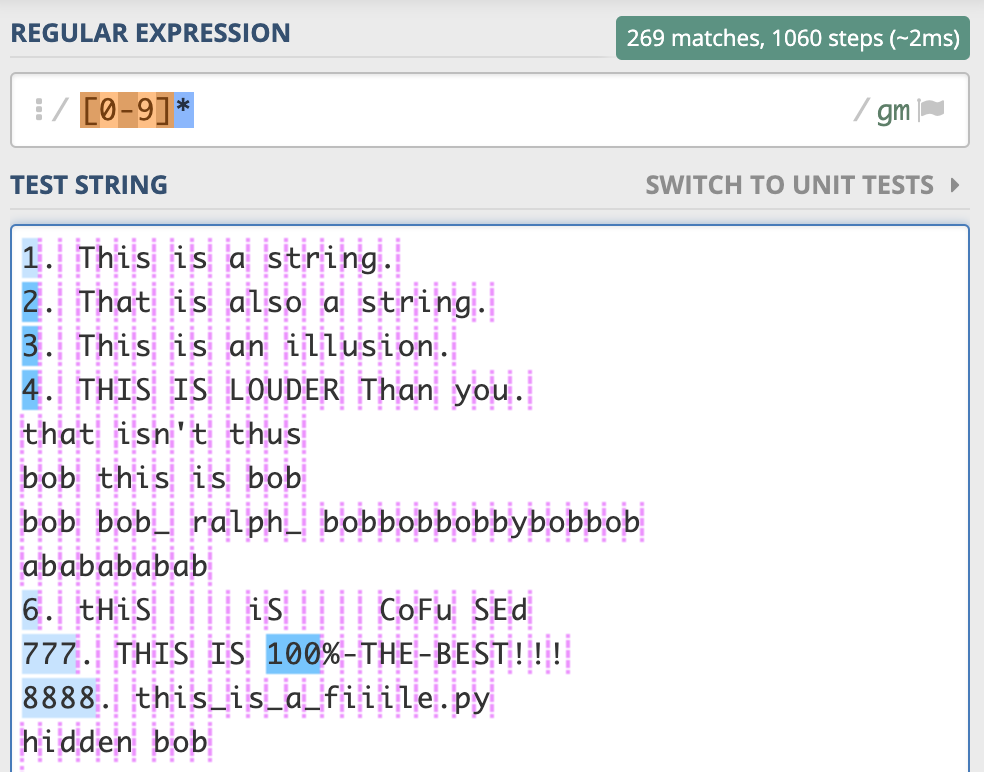 REGULAR EXPRESSION
269 matches, 1060 steps (~2ms)
/ [0-9]* / gm
TEST STRING
SWITCH TO UNIT TESTS
1. This is a string.
2. That is also a string.
3. This is an illusion.
4. THIS IS LOUDER Than you.
that isn't thus
bob this is bob
bob bob_ ralph_ bobbobbobbybobbob
ababababab
6. tHiS     iS     CoFu SEd
777. THIS IS 100%-THE-BEST!!!
8888. this_is_a_fiiile.py
hidden bob